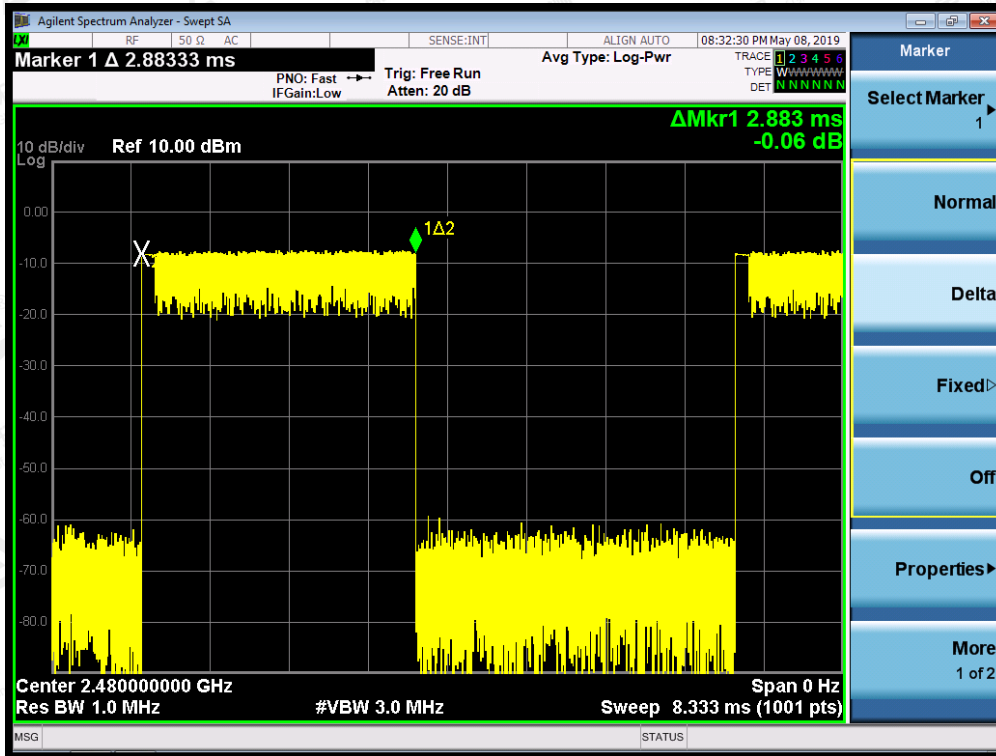 Agilent Spectrum Analyzer - Swept SA
LXI RF 50 Ω AC SENSE:INT ALIGN AUTO 08:32:30 PM May 08, 2019
Marker 1 Δ 2.88333 ms
PNO: Fast
IFGain:Low
Trig: Free Run
Atten: 20 dB
Avg Type: Log-Pwr
TRACE 1 2 3 4 5 6
TYPE WWWWWW
DET N N N N N N
ΔMkr1 2.883 ms
-0.06 dB
10 dB/div Ref 10.00 dBm
Log
0.00
1Δ2
-10.0
-20.0
-30.0
-40.0
-50.0
-60.0
-70.0
-80.0
Center 2.480000000 GHz Span 0 Hz
Res BW 1.0 MHz #VBW 3.0 MHz Sweep 8.333 ms (1001 pts)
MSG STATUS
Marker
Select Marker
1
Normal
Delta
Fixed
Off
Properties
More
1 of 2